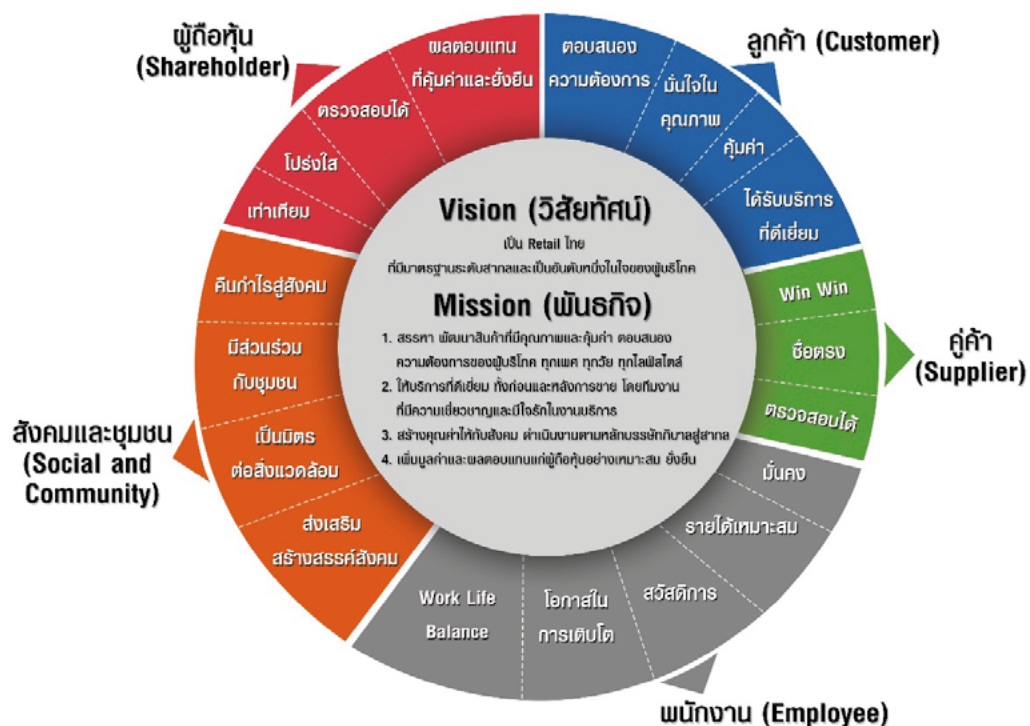 ผู้ถือหุ้น
(Shareholder)
ผลตอบแทน
ที่คุ้มค่าและยั่งยืน
ตรวจสอบได้
โปร่งใส
เท่าเทียม
ลูกค้า (Customer)
ตอบสนอง
ความต้องการ
มั่นใจใน
คุณภาพ
คุ้มค่า
ได้รับบริการ
ที่ดีเยี่ยม
คู่ค้า
(Supplier)
Win Win
ซื่อตรง
ตรวจสอบได้
พนักงาน (Employee)
มั่นคง
รายได้เหมาะสม
สวัสดิการ
โอกาสใน
การเติบโต
Work Life
Balance
สังคมและชุมชน
(Social and
Community)
คืนกำไรสู่สังคม
มีส่วนร่วม
กับชุมชน
เป็นมิตร
ต่อสิ่งแวดล้อม
ส่งเสริม
สร้างสรรค์สังคม
Vision (วิสัยทัศน์)
เป็น Retail ไทย
ที่มีมาตรฐานระดับสากลและเป็นอันดับหนึ่งในใจของผู้บริโภค
Mission (พันธกิจ)
1. สรรหา พัฒนาสินค้าที่มีคุณภาพและคุ้มค่า ตอบสนอง
ความต้องการของผู้บริโภค ทุกเพศ ทุกวัย ทุกไลฟ์สไตล์
2. ให้บริการที่ดีเยี่ยม ทั้งก่อนและหลังการขาย โดยทีมงาน
ที่มีความเชี่ยวชาญและมีใจรักในงานบริการ
3. สร้างคุณค่าให้กับสังคม ดำเนินงานตามหลักบรรษัทภิบาลสู่สากล
4. เพิ่มมูลค่าและผลตอบแทนแก่ผู้ถือหุ้นอย่างเหมาะสม ยั่งยืน